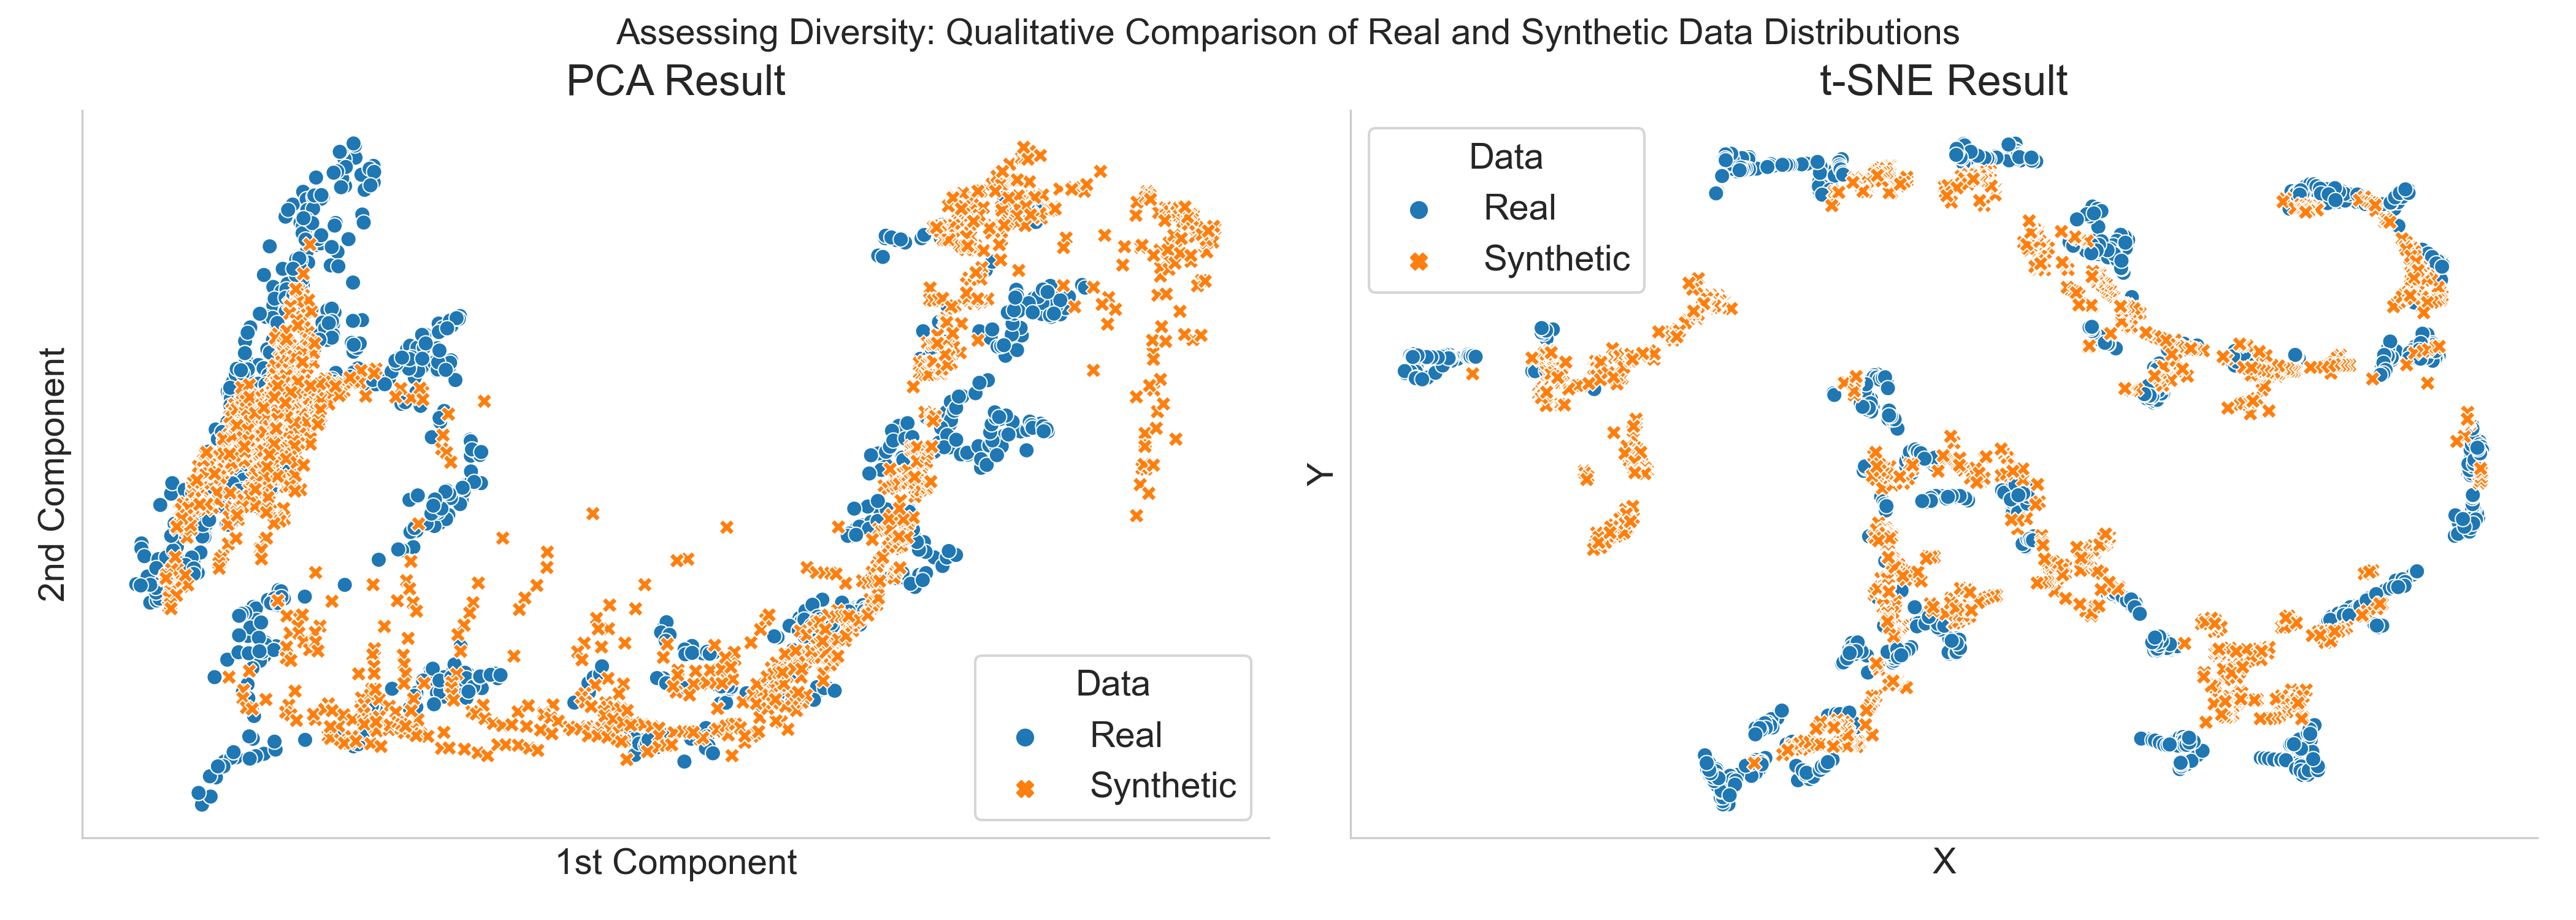 Assessing Diversity: Qualitative Comparison of Real and Synthetic Data Distributions
PCA Result
2nd Component
1st Component
Data
Real
Synthetic
t-SNE Result
Data
Real
Synthetic
Y
X